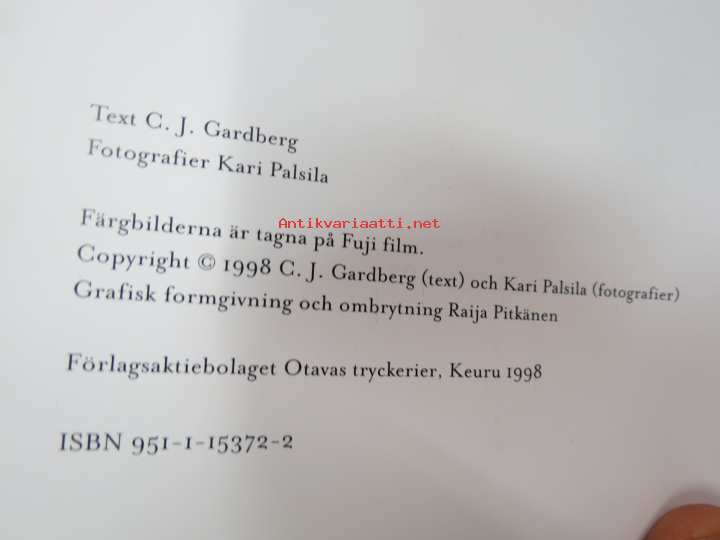 Text C. J. Gardberg
Fotografier Kari Palsila
Antikvariaatti.net
Färgbilderna är tagna på Fuji film.
Copyright © 1998 C. J. Gardberg (text) och Kari Palsila (fotografier)
Grafisk formgivning och ombrytning Raija Pitkänen
Förlagsaktiebolaget Otavas tryckerier, Keuru 1998
ISBN 951-1-15372-2